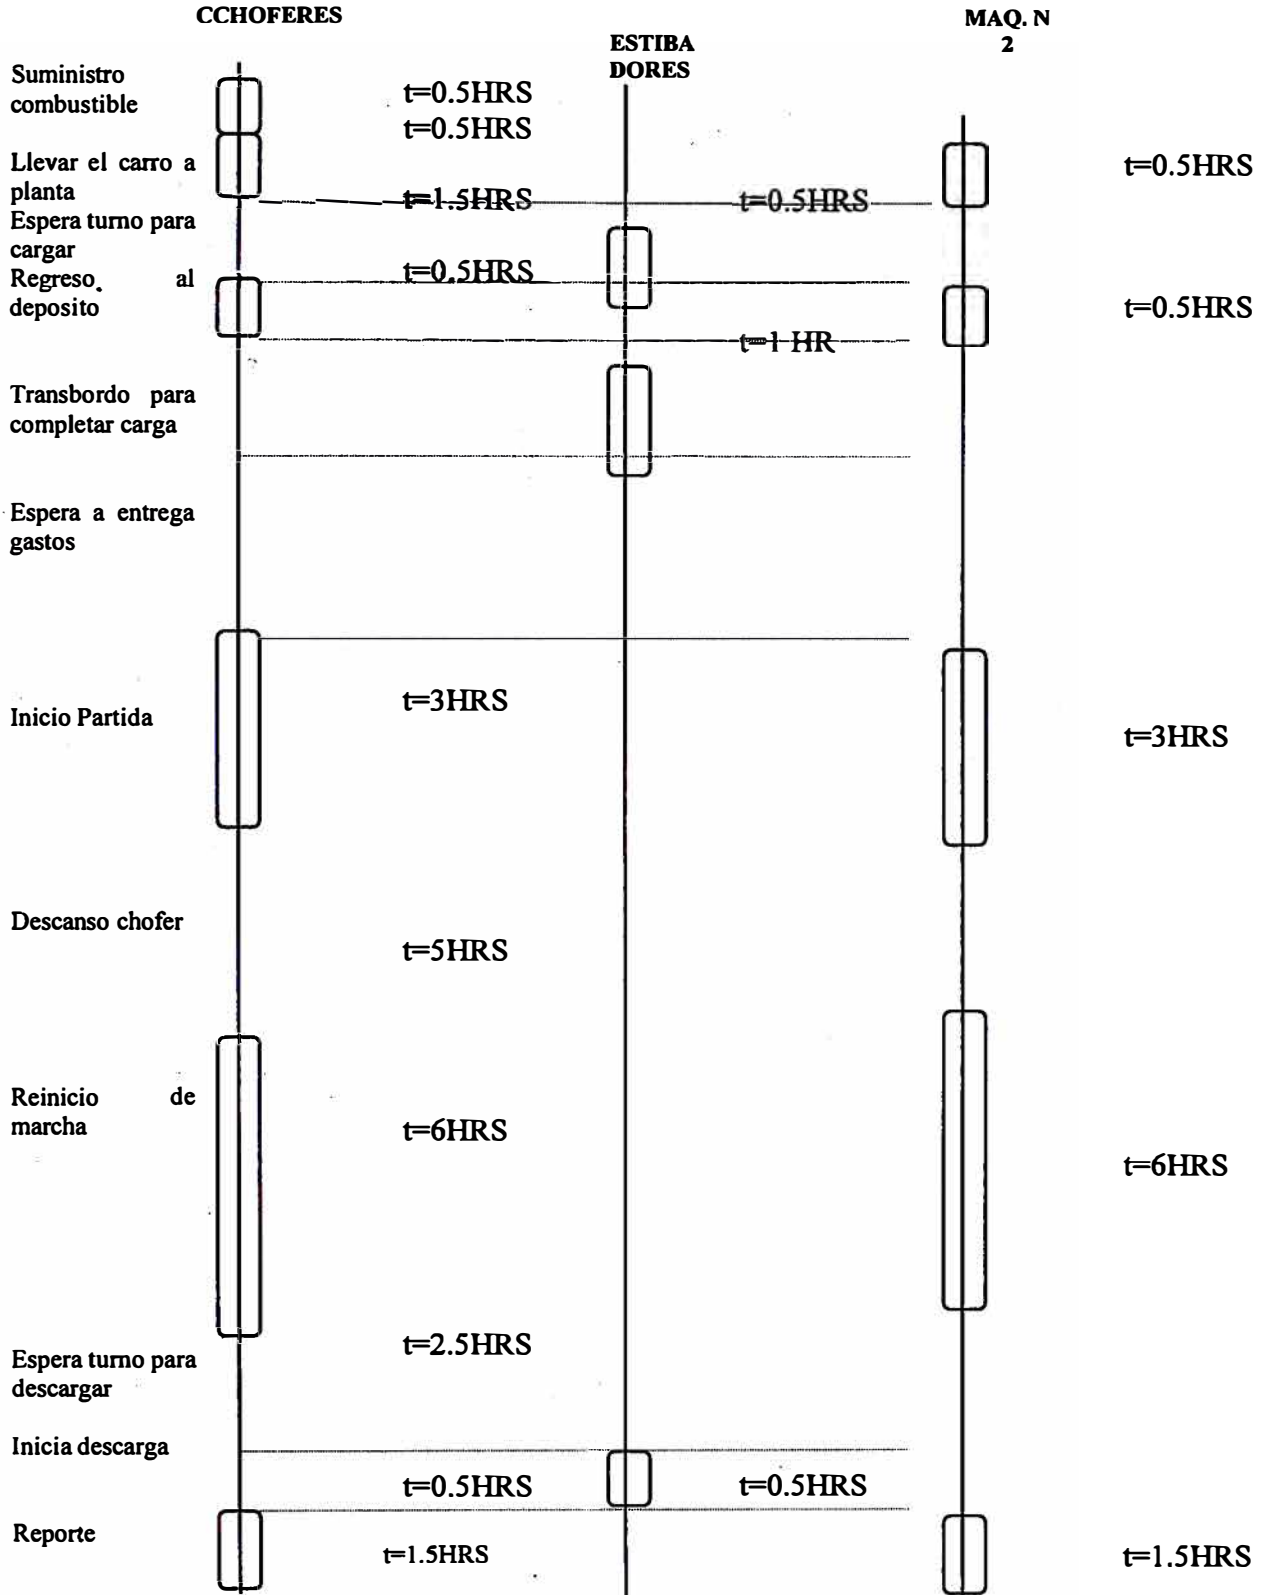 CCHOFERES
MAQ. N
2
ESTIBA
DORES
Suministro
combustible
t=0.5HRS
t=0.5HRS
Llevar el carro a
planta
t=0.5HRS
t=1.5HRS
t=0.5HRS
Espera turno para
cargar
Regreso. al
deposito
t=0.5HRS
t=0.5HRS
t=1 HR
Transbordo para
completar carga
Espera a entrega
gastos
Inicio Partida
t=3HRS
t=3HRS
Descanso chofer
t=5HRS
Reinicio de
marcha
t=6HRS
t=6HRS
Espera turno para
descargar
t=2.5HRS
Inicia descarga
t=0.5HRS
t=0.5HRS
Reporte
t=1.5HRS
t=1.5HRS